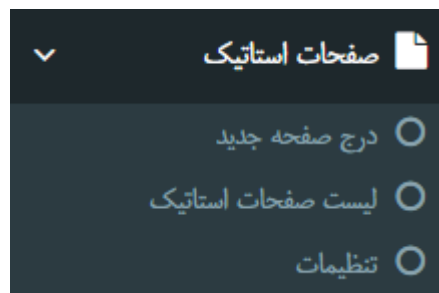 صفحات استاتیک
درج صفحه جدید
لیست صفحات استاتیک
تنظیمات